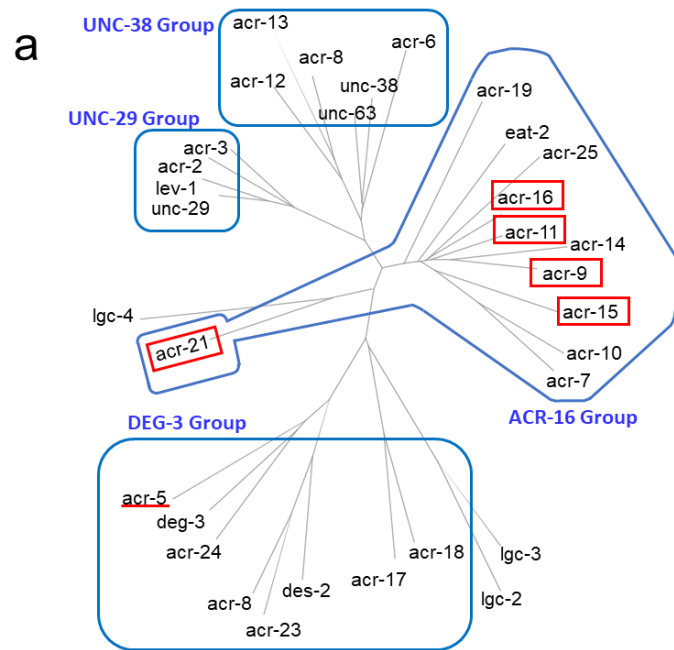 a
UNC-38 Group
acr-13
acr-8
acr-6
acr-12
unc-38
unc-63
UNC-29 Group
acr-3
acr-2
lev-1
unc-29
acr-19
eat-2
acr-25
acr-16
acr-11
acr-14
acr-9
acr-15
acr-10
acr-7
ACR-16 Group
lgc-4
acr-21
DEG-3 Group
acr-5
deg-3
acr-24
acr-8
acr-23
des-2
acr-17
acr-18
lgc-3
lgc-2